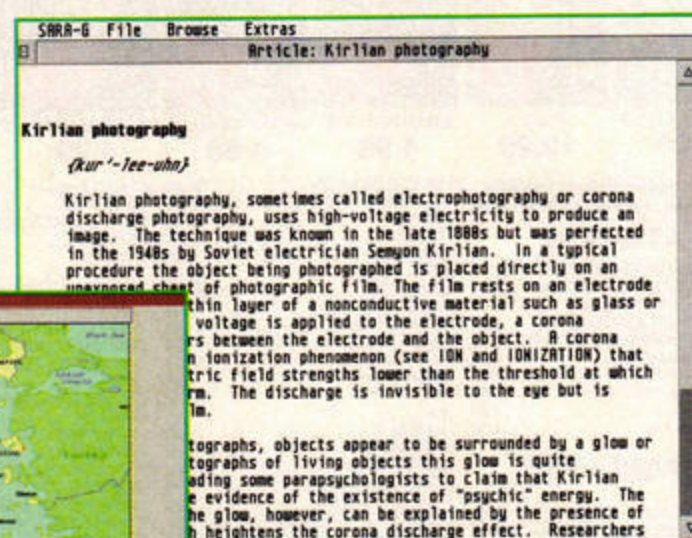 SARA-G File Browse Extras
Article: Kirlian photography
Kirlian photography
{kur'-lee-uhn}
Kirlian photography, sometimes called electrophotography or corona
discharge photography, uses high-voltage electricity to produce an
image. The technique was known in the late 1880s but was perfected
in the 1940s by Soviet electrician Semyon Kirlian. In a typical
procedure the object being photographed is placed directly on an
unexposed sheet of photographic film. The film rests on an electrode
thin layer of a nonconductive material such as glass or
voltage is applied to the electrode, a corona
rs between the electrode and the object. A corona
n ionization phenomenon (see ION and IONIZATION) that
tric field strengths lower than the threshold at which
rm. The discharge is invisible to the eye but is
lm.
tographs, objects appear to be surrounded by a glow or
tographs of living objects this glow is quite
ading some parapsychologists to claim that Kirlian
e evidence of the existence of "psychic" energy. The
he glow, however, can be explained by the presence of
h heightens the corona discharge effect. Researchers